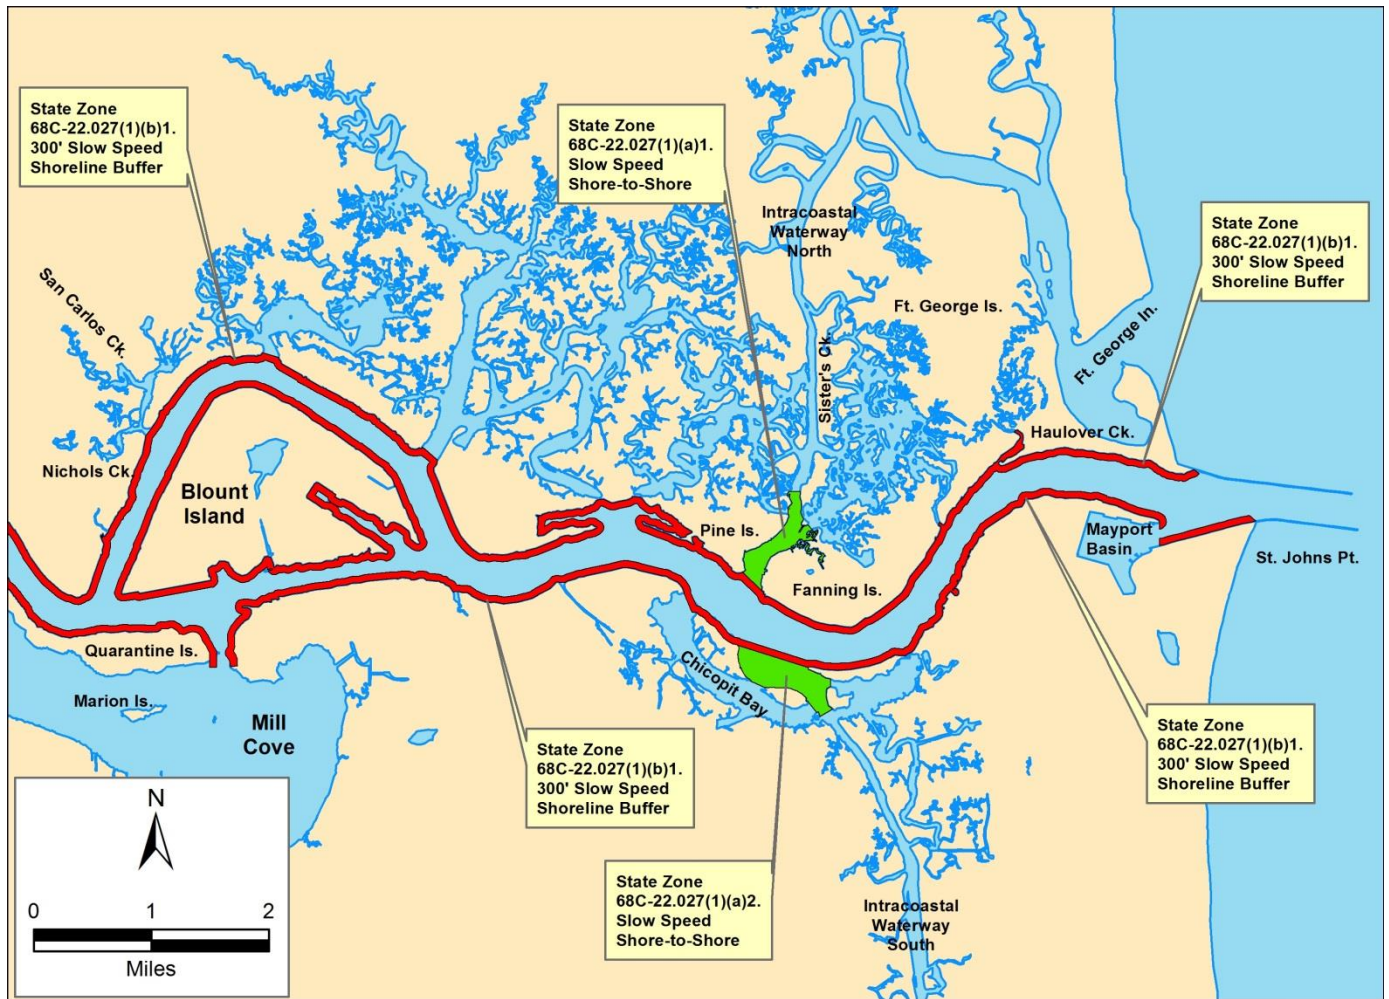 State Zone
68C-22.027(1)(b)1.
300' Slow Speed
Shoreline Buffer
State Zone
68C-22.027(1)(a)1.
Slow Speed
Shore-to-Shore
State Zone
68C-22.027(1)(b)1.
300' Slow Speed
Shoreline Buffer
Intracoastal
Waterway
North
San Carlos Ck.
Ft. George Is.
Ft. George In.
Sister's Ck.
Haulover Ck.
Nichols Ck.
Blount
Island
Pine Is.
Mayport
Basin
St. Johns Pt.
Fanning Is.
Quarantine Is.
Chicopit Bay
Marion Is.
Mill
Cove
State Zone
68C-22.027(1)(b)1.
300' Slow Speed
Shoreline Buffer
State Zone
68C-22.027(1)(b)1.
300' Slow Speed
Shoreline Buffer
State Zone
68C-22.027(1)(a)2.
Slow Speed
Shore-to-Shore
Intracoastal
Waterway
South
N
0 1 2
Miles